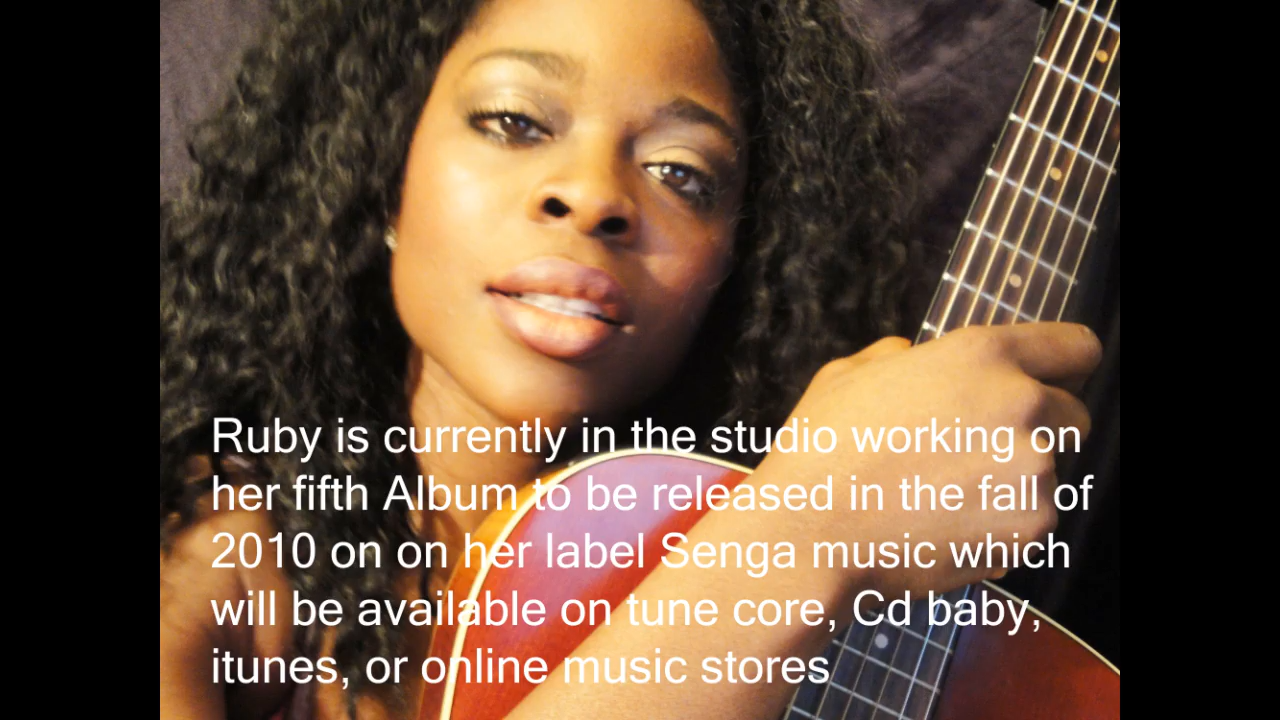 Ruby is currently in the studio working on
her fifth Album to be released in the fall of
2010 on on her label Senga music which
will be available on tune core, Cd baby,
itunes, or online music stores